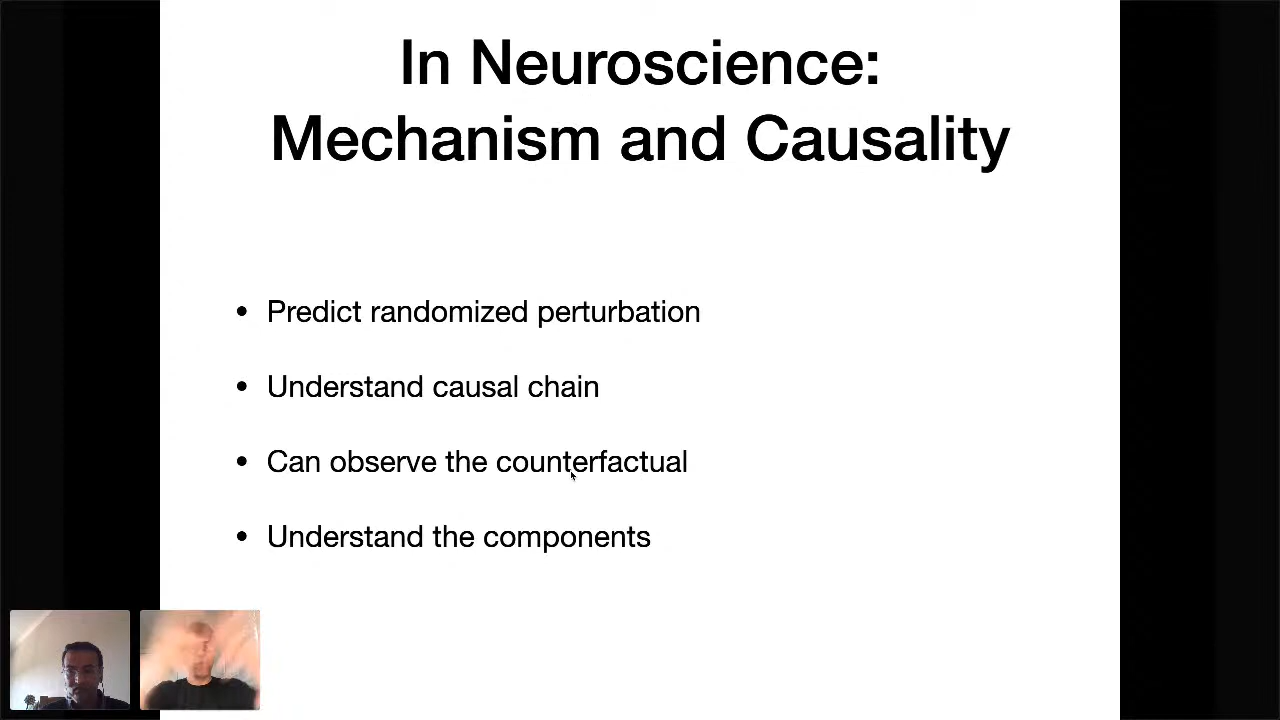 In Neuroscience:
Mechanism and Causality
• Predict randomized perturbation
• Understand causal chain
• Can observe the counterfactual
• Understand the components